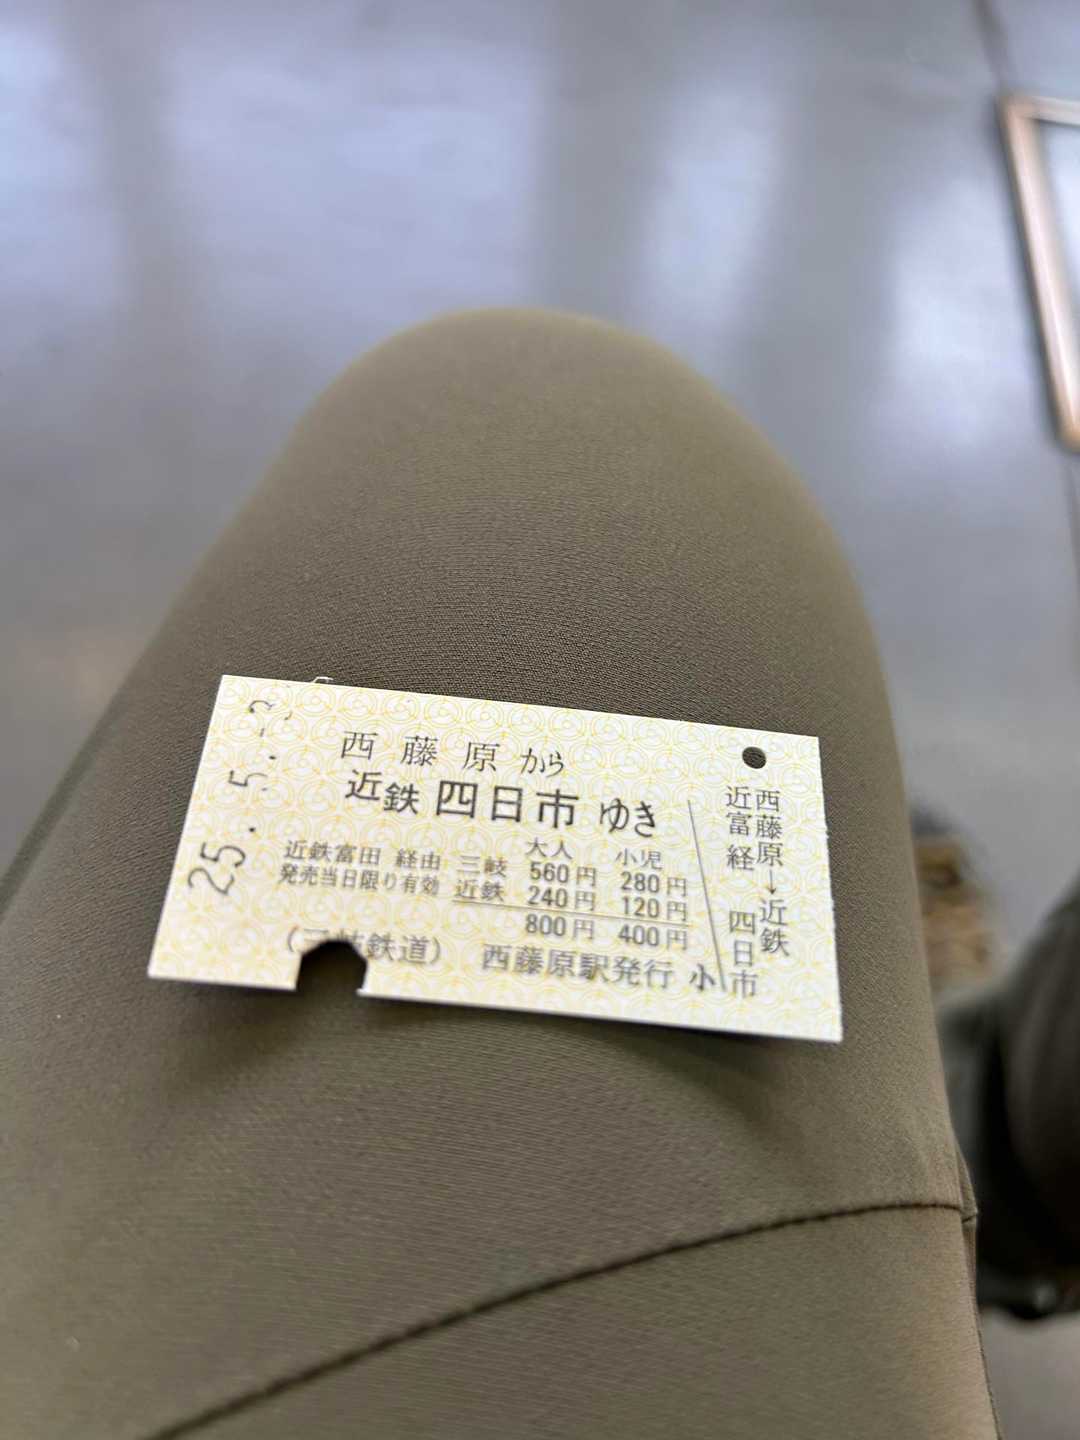 25.-5.-3
西藤原から
近鉄四日市ゆき
大人 小児
近鉄富田 経由 三岐 560円 280円
発売当日限り有効 近鉄 240円 120円
800円 400円
(三岐鉄道) 西藤原駅発行 小
西藤原→近鉄四日市
近富経